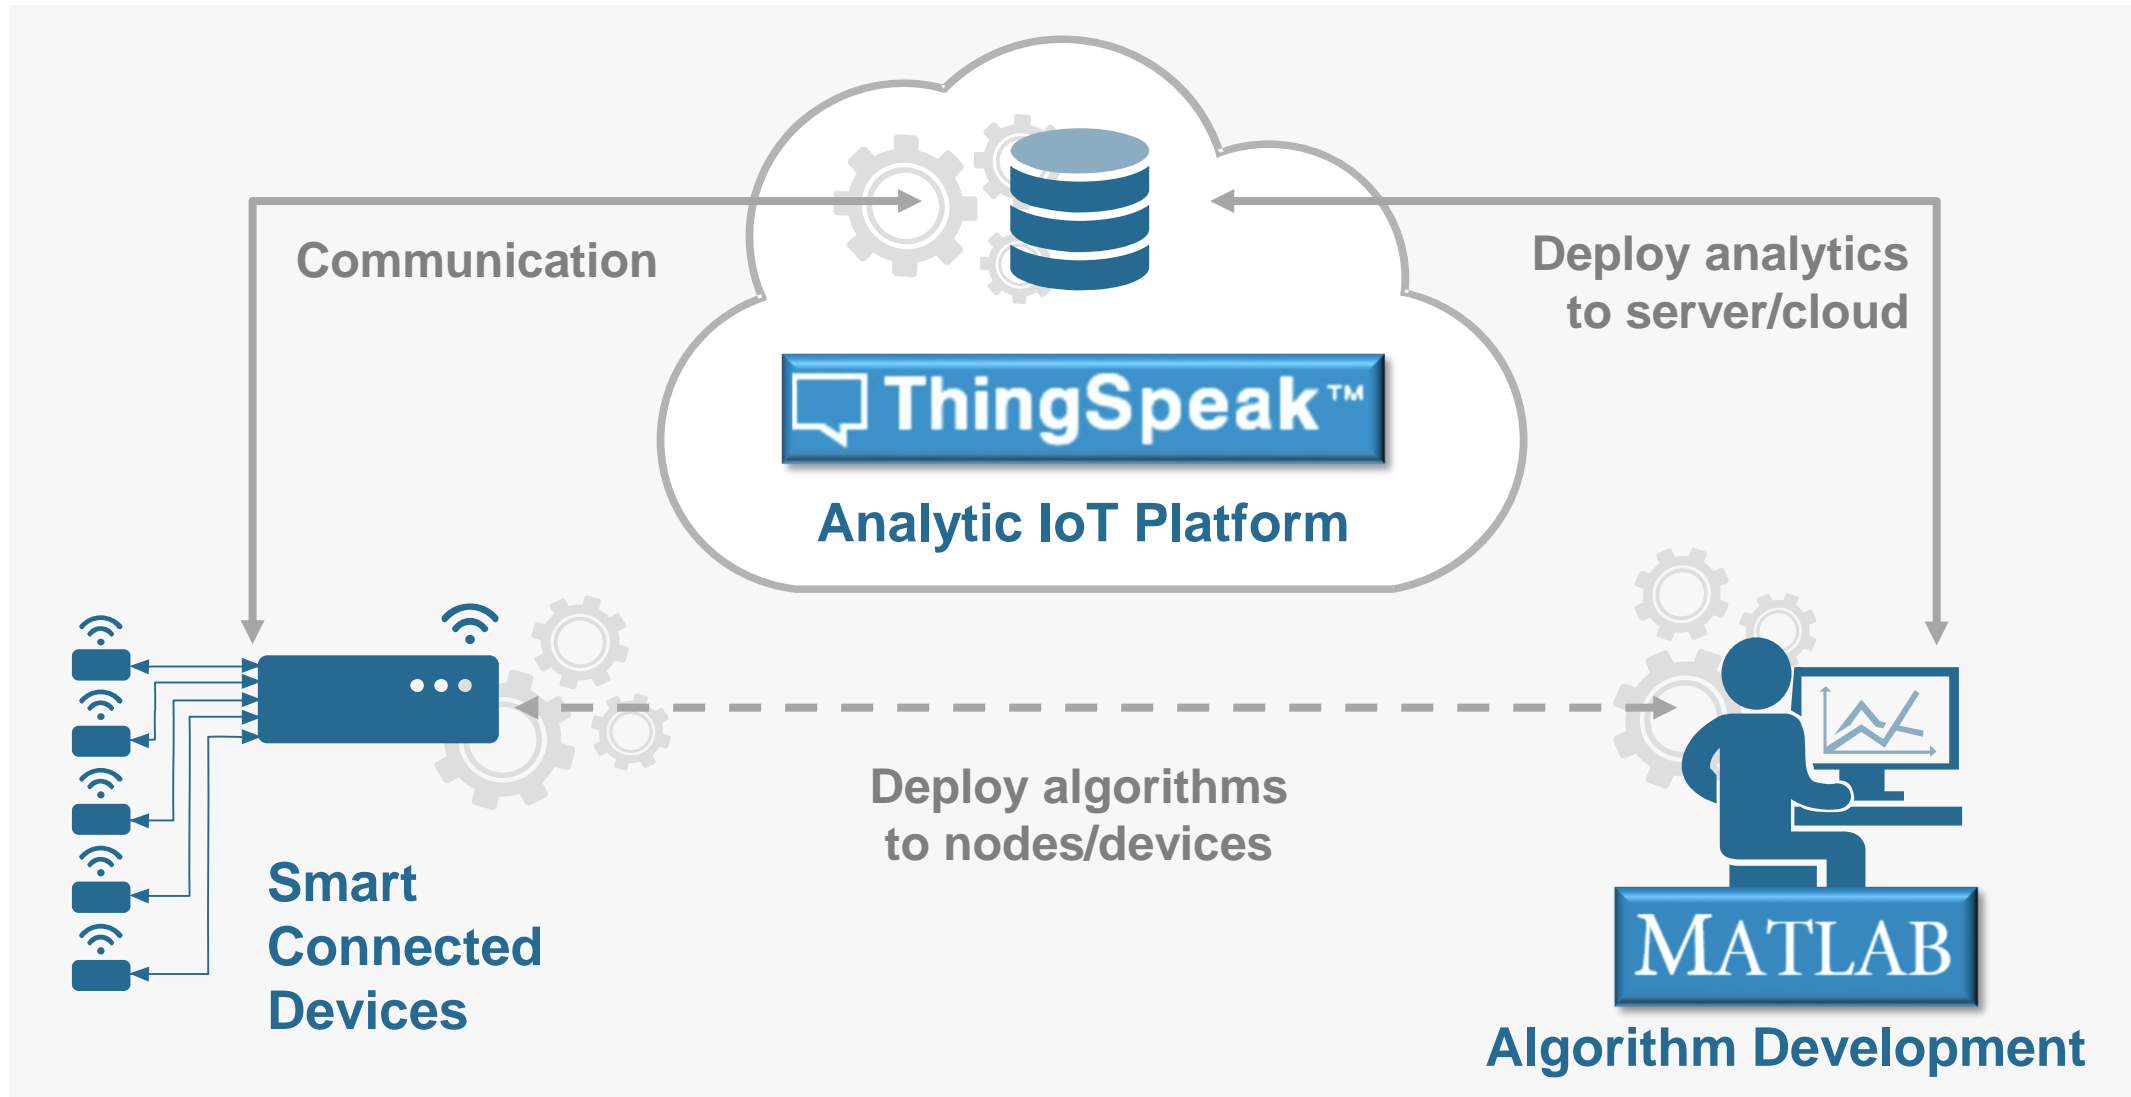 Communication
Deploy analytics
to server/cloud
ThingSpeak™
Analytic IoT Platform
Deploy algorithms
to nodes/devices
Smart
Connected
Devices
MATLAB
Algorithm Development